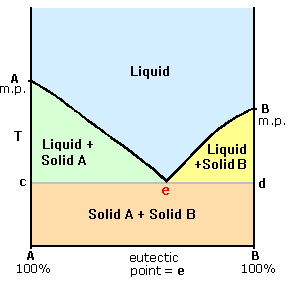 Liquid
A
m.p.
B
m.p.
T
Liquid +
Solid A
Liquid
+Solid B
c
e
d
Solid A + Solid B
A
100%
eutectic
point = e
B
100%